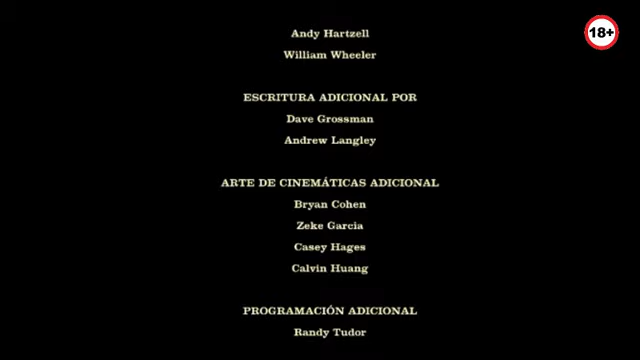 Andy Hartzell
18+
William Wheeler
ESCRITURA ADICIONAL POR
Dave Grossman
Andrew Langley
ARTE DE CINEMÁTICAS ADICIONAL
Bryan Cohen
Zeke Garcia
Casey Hages
Calvin Huang
PROGRAMACIÓN ADICIONAL
Randy Tudor